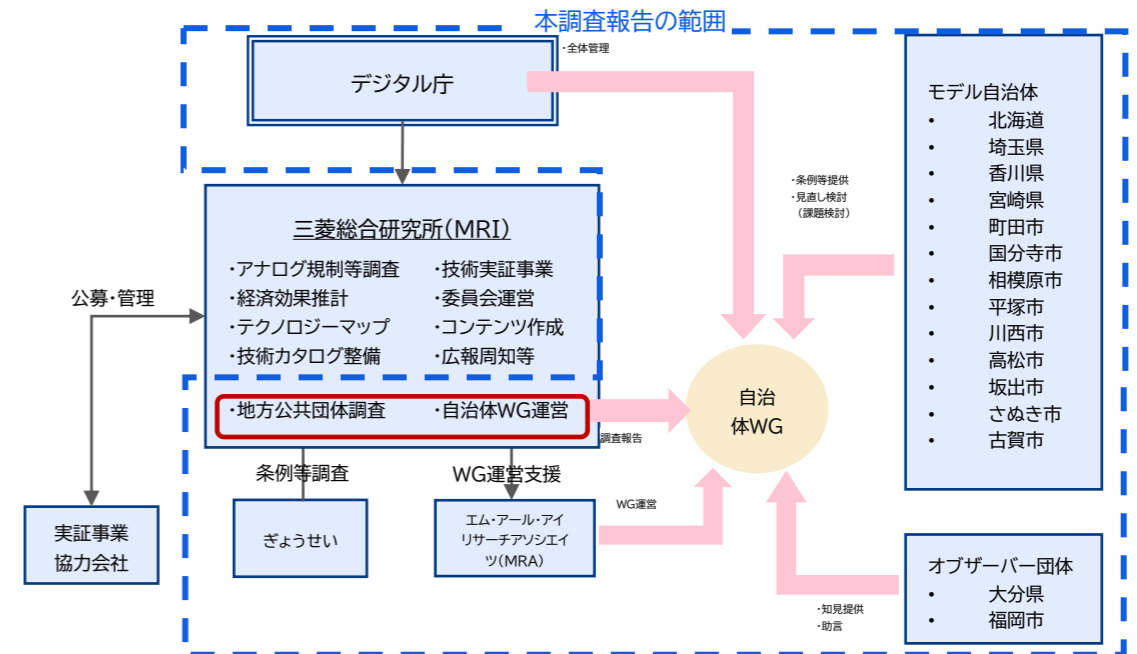 本調査報告の範囲
デジタル庁
・全体管理
三菱総合研究所(MRI)
・アナログ規制等調査
・経済効果推計
・テクノロジーマップ
・技術カタログ整備
・技術実証事業
・委員会運営
・コンテンツ作成
・広報周知等
・地方公共団体調査
・自治体WG運営
公募・管理
実証事業
協力会社
条例等調査
ぎょうせい
WG運営支援
エム・アール・アイ
リサーチアソシエイ
ツ(MRA)
調査報告
WG運営
自治
体WG
・条例等提供
・見直し検討
(課題検討)
モデル自治体
• 北海道
• 埼玉県
• 香川県
• 宮崎県
• 町田市
• 国分寺市
• 相模原市
• 平塚市
• 川西市
• 高松市
• 坂出市
• さぬき市
• 古賀市
オブザーバー団体
• 大分県
• 福岡市
・知見提供
・助言